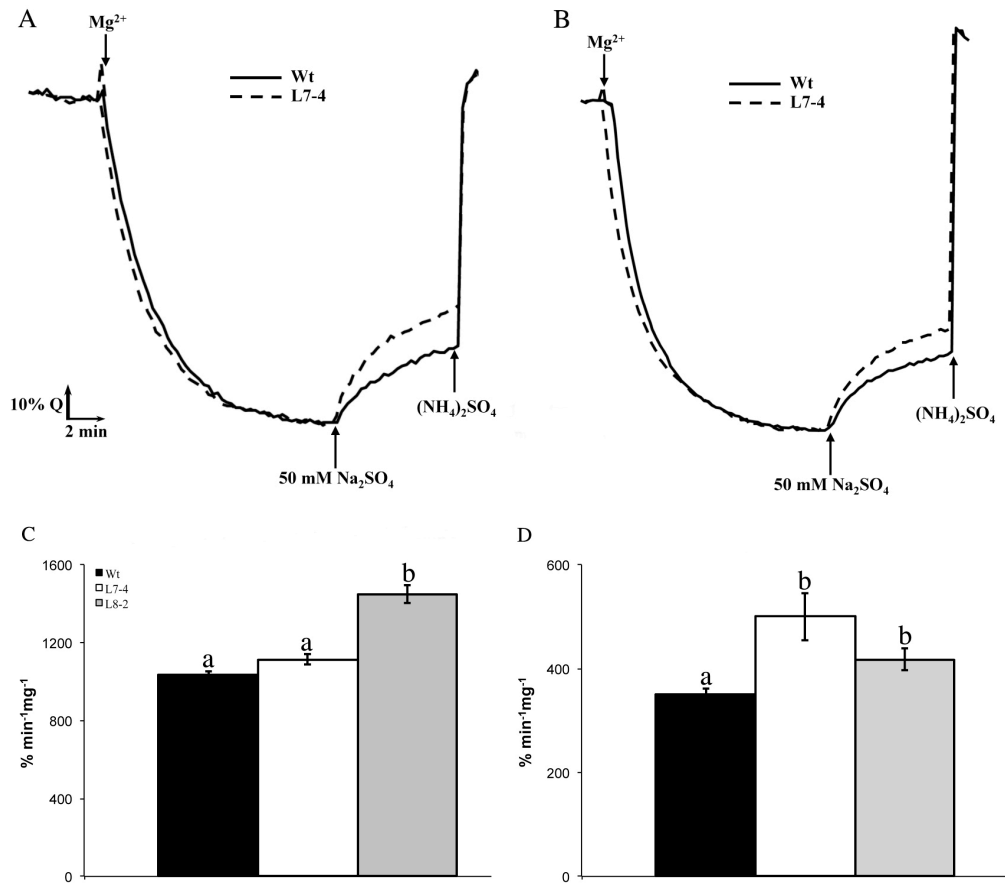 A
Mg²⁺
Wt
L7-4
10% Q
2 min
(NH₄)₂SO₄
50 mM Na₂SO₄
B
Mg²⁺
Wt
L7-4
(NH₄)₂SO₄
50 mM Na₂SO₄
C
% min⁻¹mg⁻¹
1600
1200
800
400
0
Wt
L7-4
L8-2
a
a
b
D
% min⁻¹mg⁻¹
600
400
200
0
a
b
b